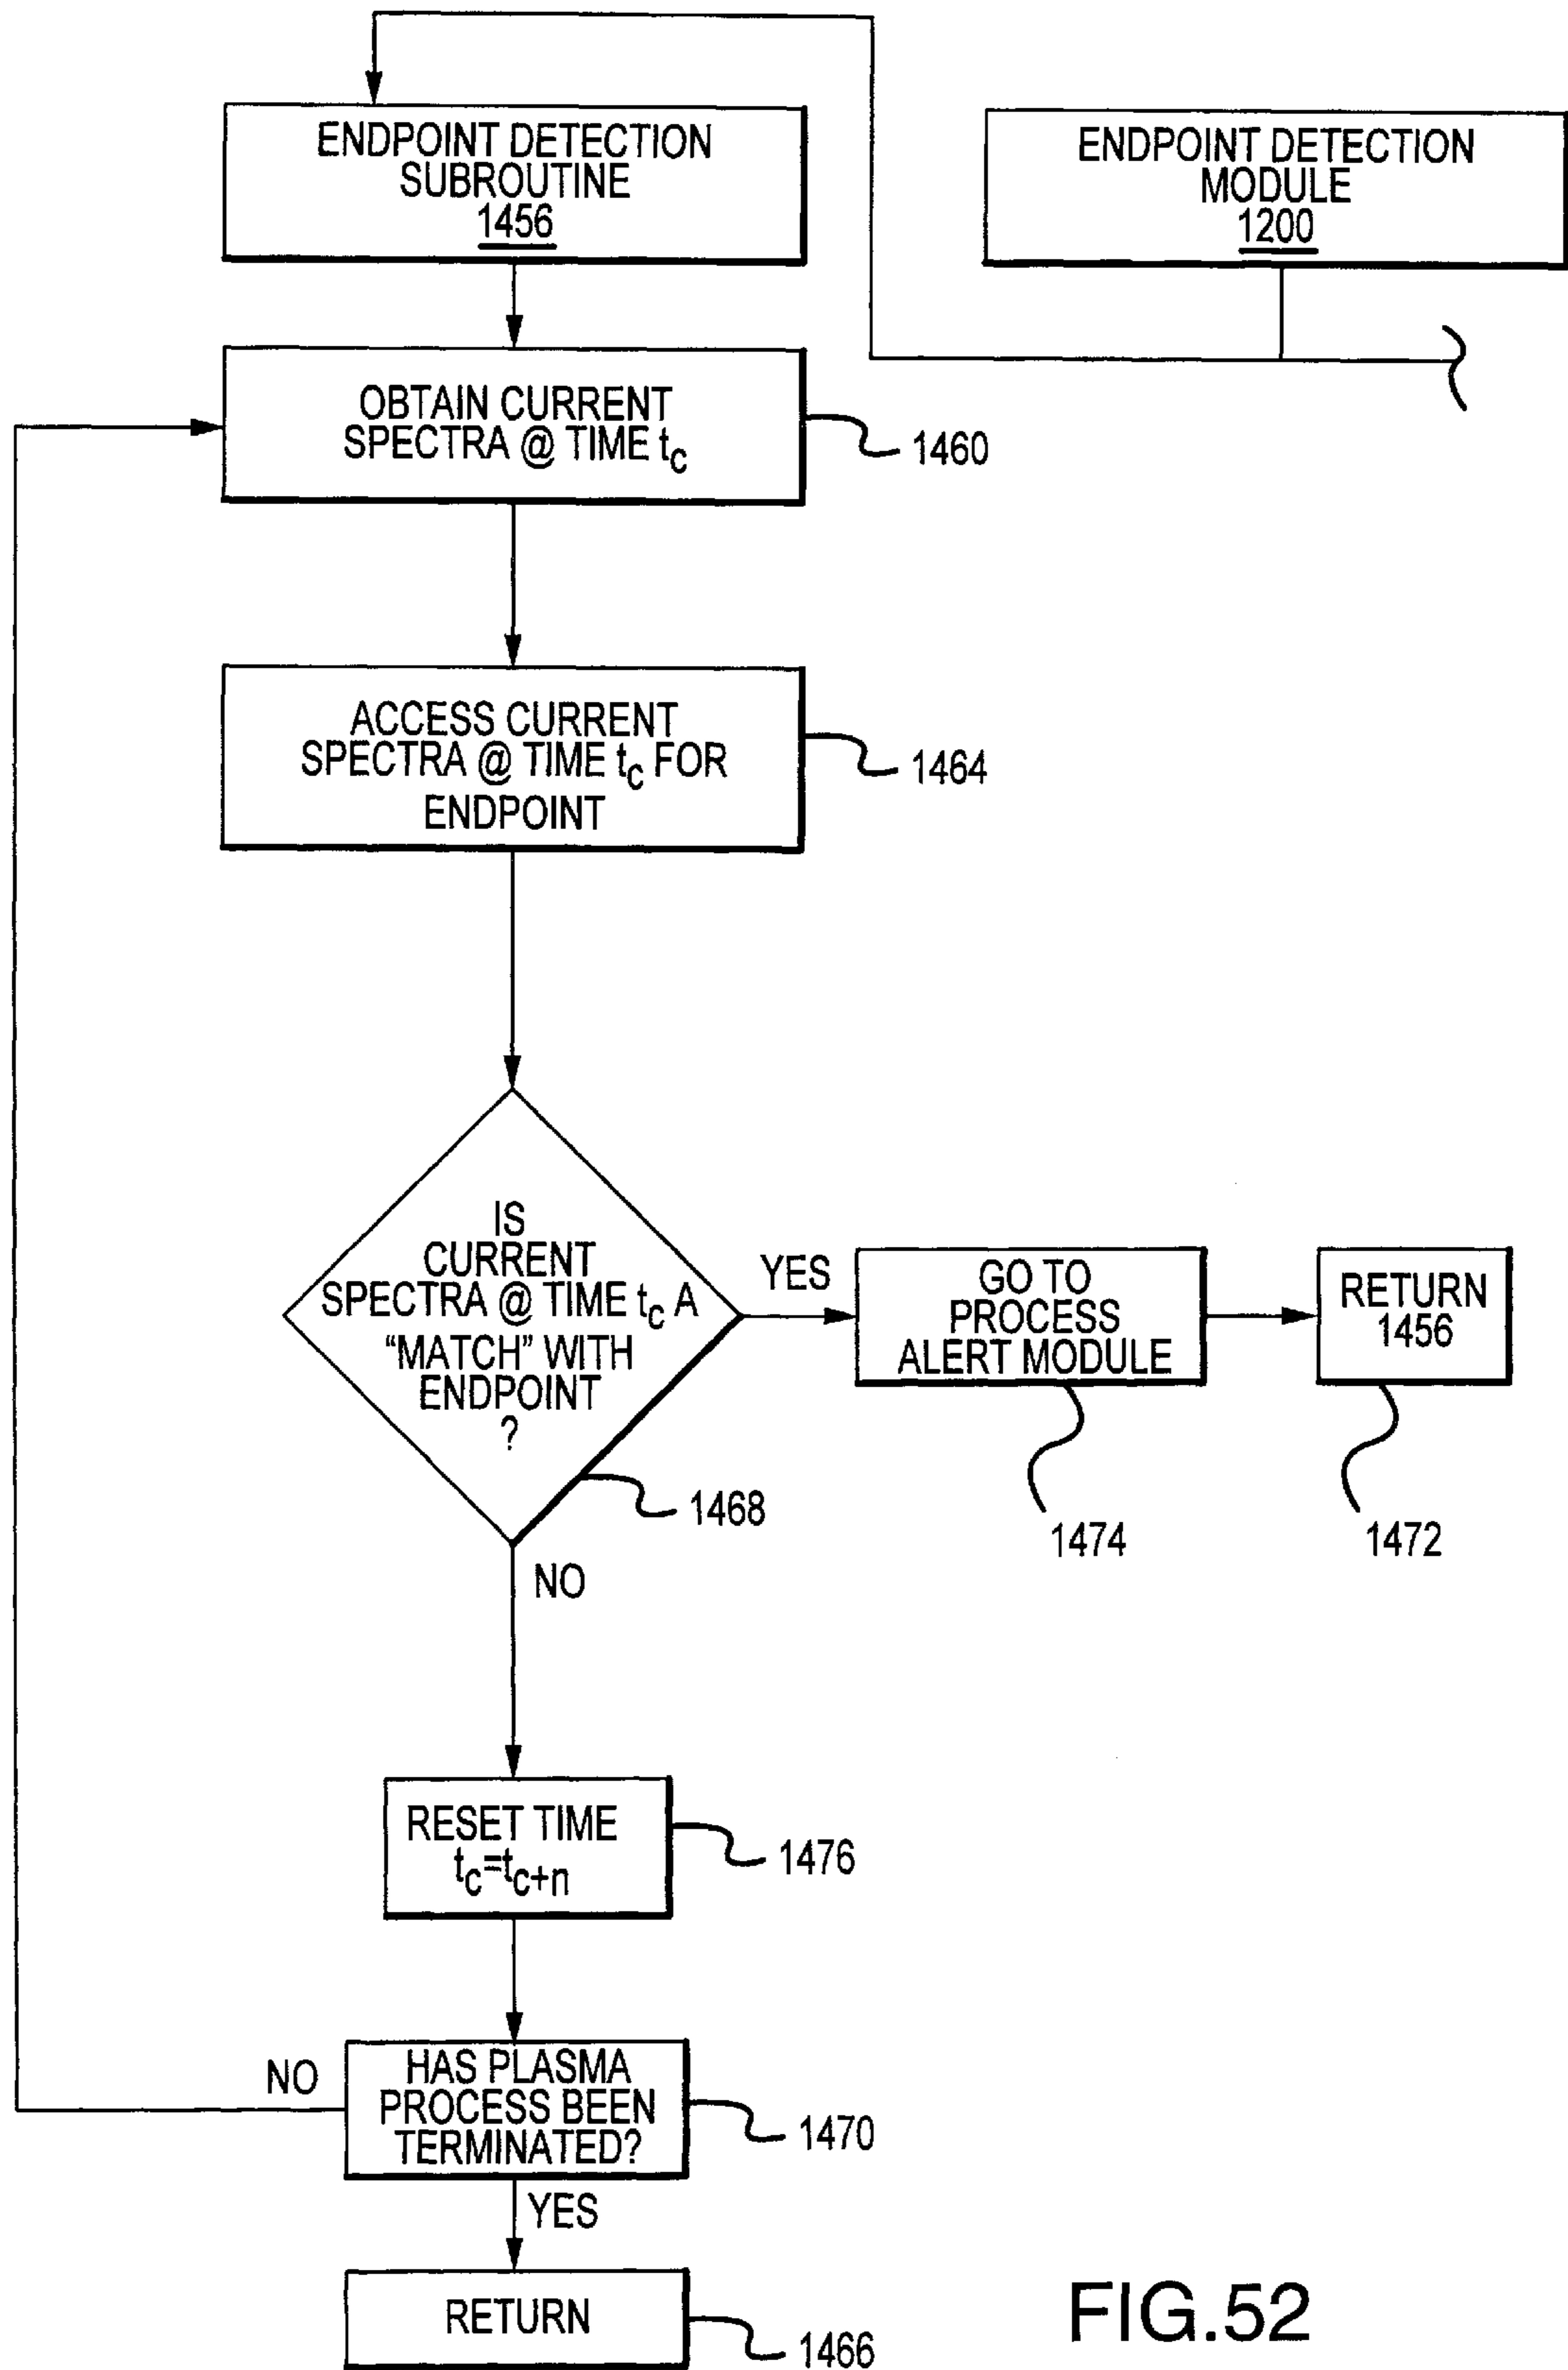 ENDPOINT DETECTION
SUBROUTINE
1456
ENDPOINT DETECTION
MODULE
1200
OBTAIN CURRENT
SPECTRA @ TIME tc
1460
ACCESS CURRENT
SPECTRA @ TIME tc FOR
ENDPOINT
1464
IS
CURRENT
SPECTRA @ TIME tc A
“MATCH” WITH
ENDPOINT
?
1468
YES
GO TO
PROCESS
ALERT MODULE
1474
RETURN
1456
1472
NO
RESET TIME
tc=tc+n
1476
HAS PLASMA
PROCESS BEEN
TERMINATED?
1470
NO
YES
RETURN
1466
FIG.52